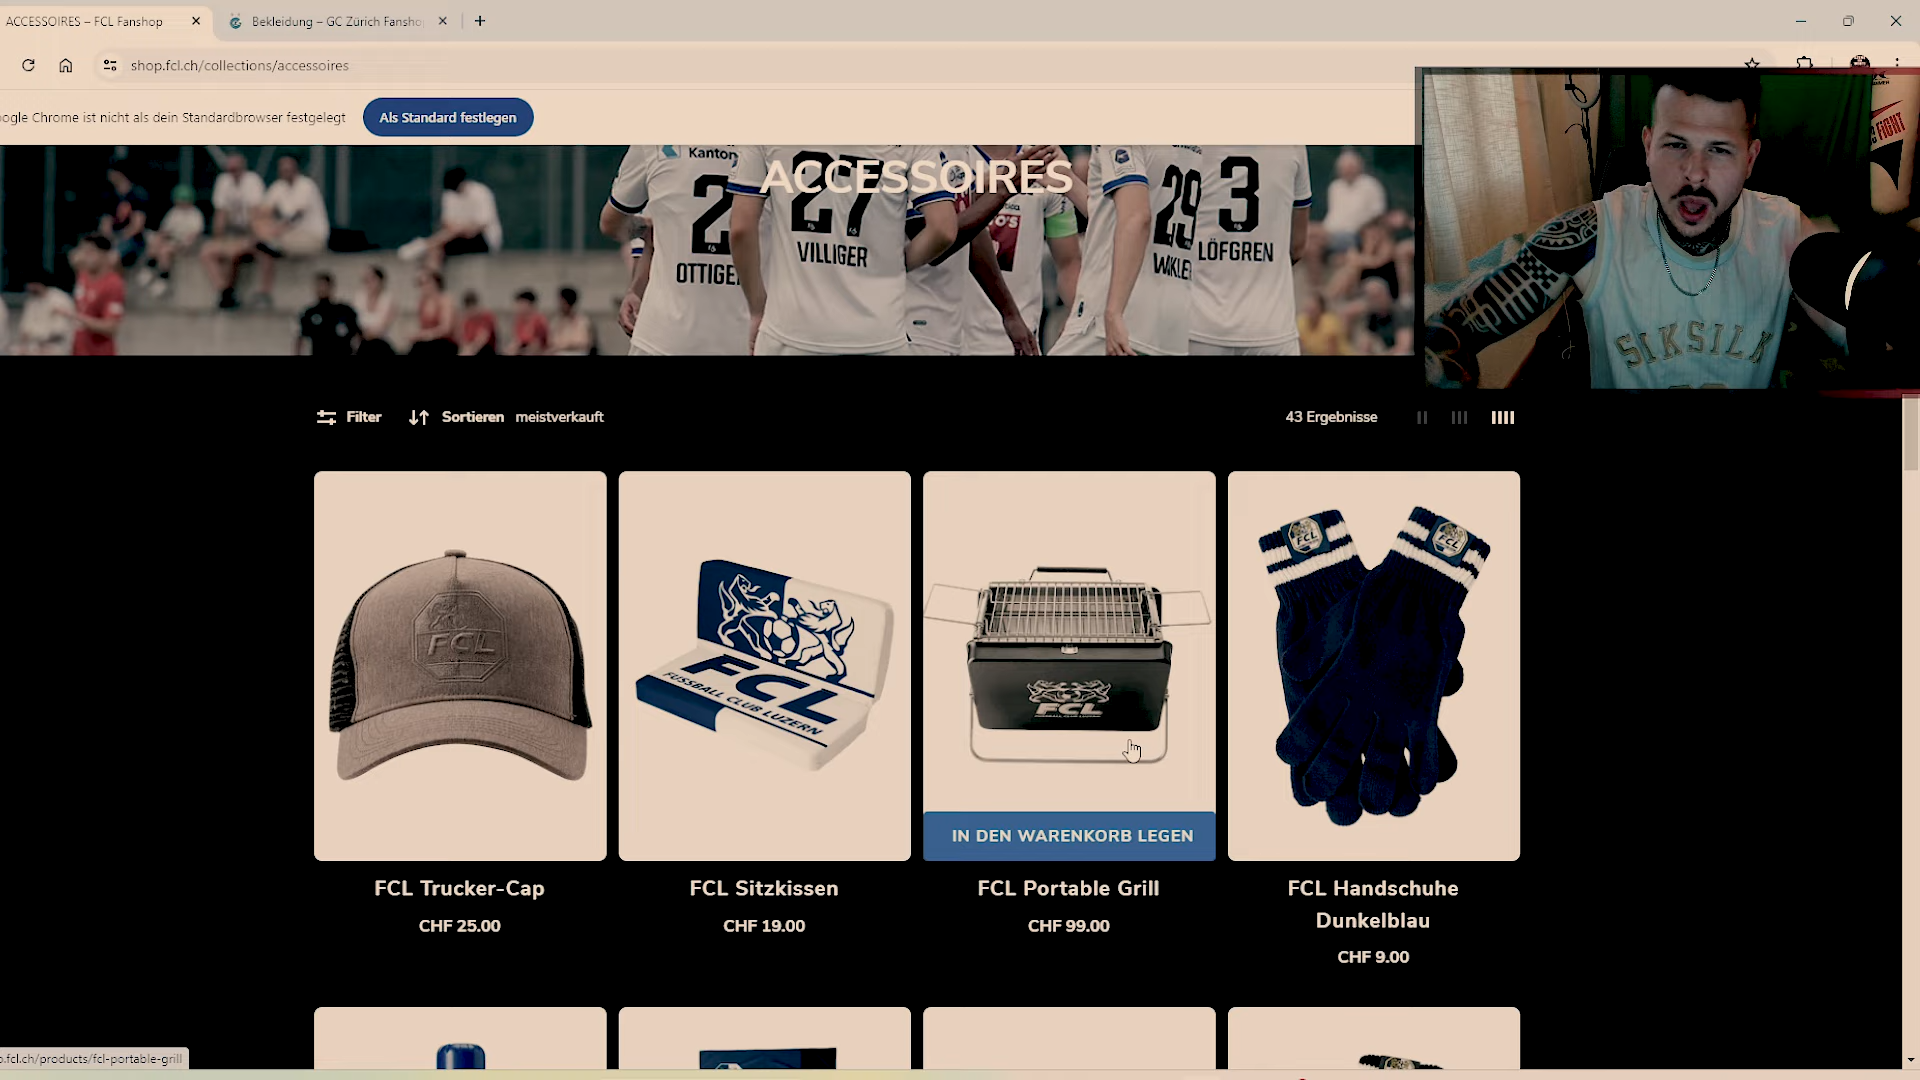 ACCESSOIRES – FCL Fanshop
Bekleidung – GC Zürich Fansho
shop.fcl.ch/collections/accessoires
ogle Chrome ist nicht als dein Standardbrowser festgelegt
Als Standard festlegen
Kanton
ACCESSOIRES
2
27
29
3
OTTIGE
VILLIGER
LÖFGREN
FIGHT
SIKSILK
Filter
Sortieren meistverkauft
43 Ergebnisse
FCL
FCL
FUSSBALL CLUB LUZERN
FCL
FCL
FCL
IN DEN WARENKORB LEGEN
FCL Trucker-Cap
CHF 25.00
FCL Sitzkissen
CHF 19.00
FCL Portable Grill
CHF 99.00
FCL Handschuhe
Dunkelblau
CHF 9.00
.fcl.ch/products/fcl-portable-grill